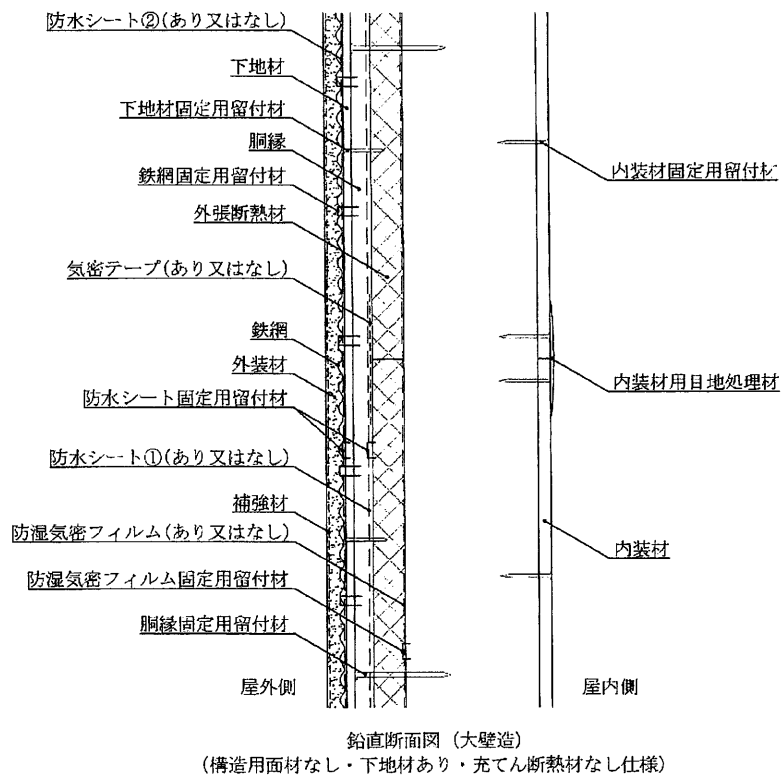 防水シート②(あり又はなし)
下地材
下地材固定用留付材
胴縁
鉄網固定用留付材
外張断熱材
気密テープ(あり又はなし)
鉄網
外装材
防水シート固定用留付材
防水シート①(あり又はなし)
補強材
防湿気密フィルム(あり又はなし)
防湿気密フィルム固定用留付材
胴縁固定用留付材
屋外側
内装材固定用留付材
内装材用目地処理材
内装材
屋内側
鉛直断面図(大壁造)
(構造用面材なし・下地材あり・充てん断熱材なし仕様)